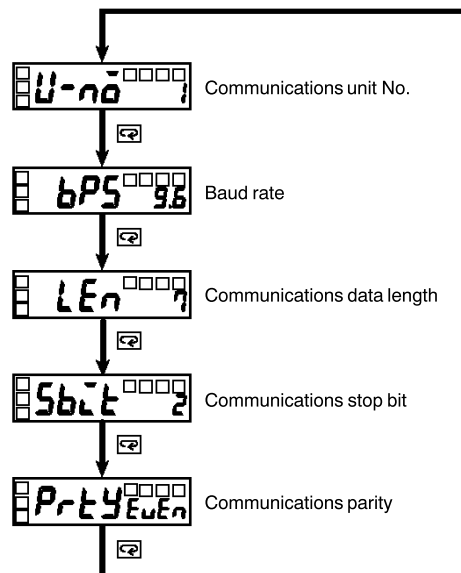 U-no 1 Communications unit No.
bPS 9.6 Baud rate
LEn 7 Communications data length
Sbit 2 Communications stop bit
PrtY EvEn Communications parity